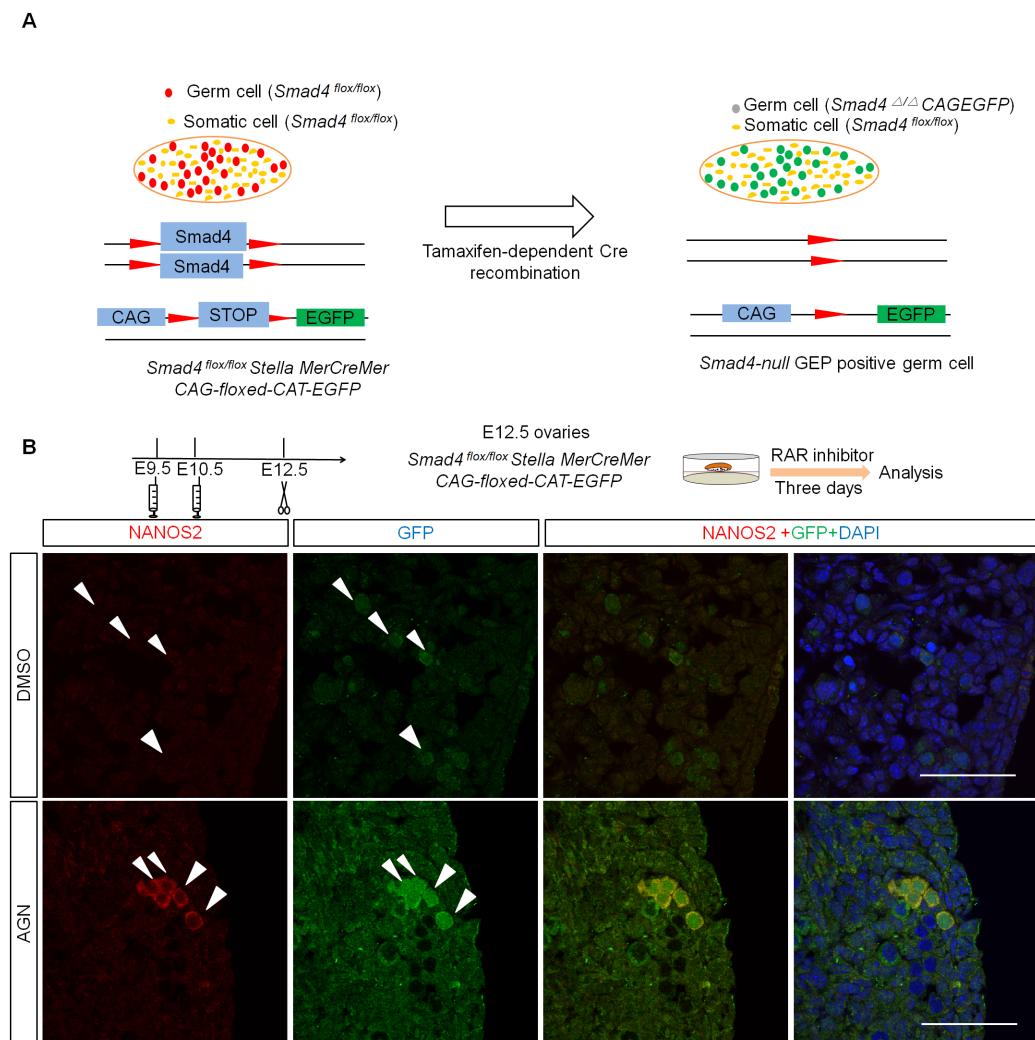 A
Germ cell (Smad4 flox/flox)
Somatic cell (Smad4 flox/flox)
Smad4
Smad4
CAG
STOP
EGFP
Smad4 flox/flox Stella MerCreMer
CAG-floxed-CAT-EGFP
Tamaxifen-dependent Cre
recombination
Germ cell (Smad4 △/△ CAGEGFP)
Somatic cell (Smad4 flox/flox)
CAG
EGFP
Smad4-null GEP positive germ cell
B
E9.5 E10.5 E12.5
E12.5 ovaries
Smad4 flox/flox Stella MerCreMer
CAG-floxed-CAT-EGFP
RAR inhibitor
Three days
Analysis
NANOS2
GFP
NANOS2 +GFP+DAPI
DMSO
AGN